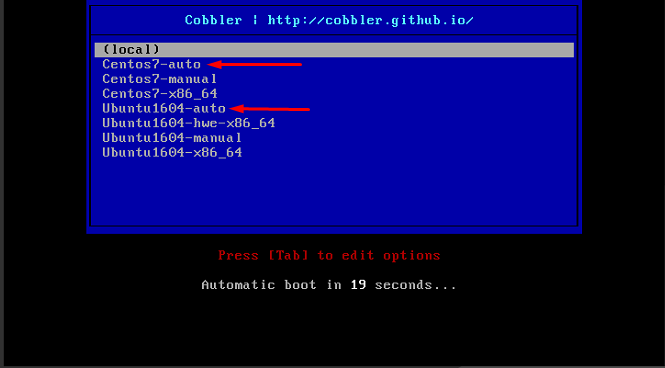 Cobbler | http://cobbler.github.io/
(local)
Centos7-auto
Centos7-manual
Centos7-x86_64
Ubuntu1604-auto
Ubuntu1604-hwe-x86_64
Ubuntu1604-manual
Ubuntu1604-x86_64
Press [Tab] to edit options
Automatic boot in 19 seconds...